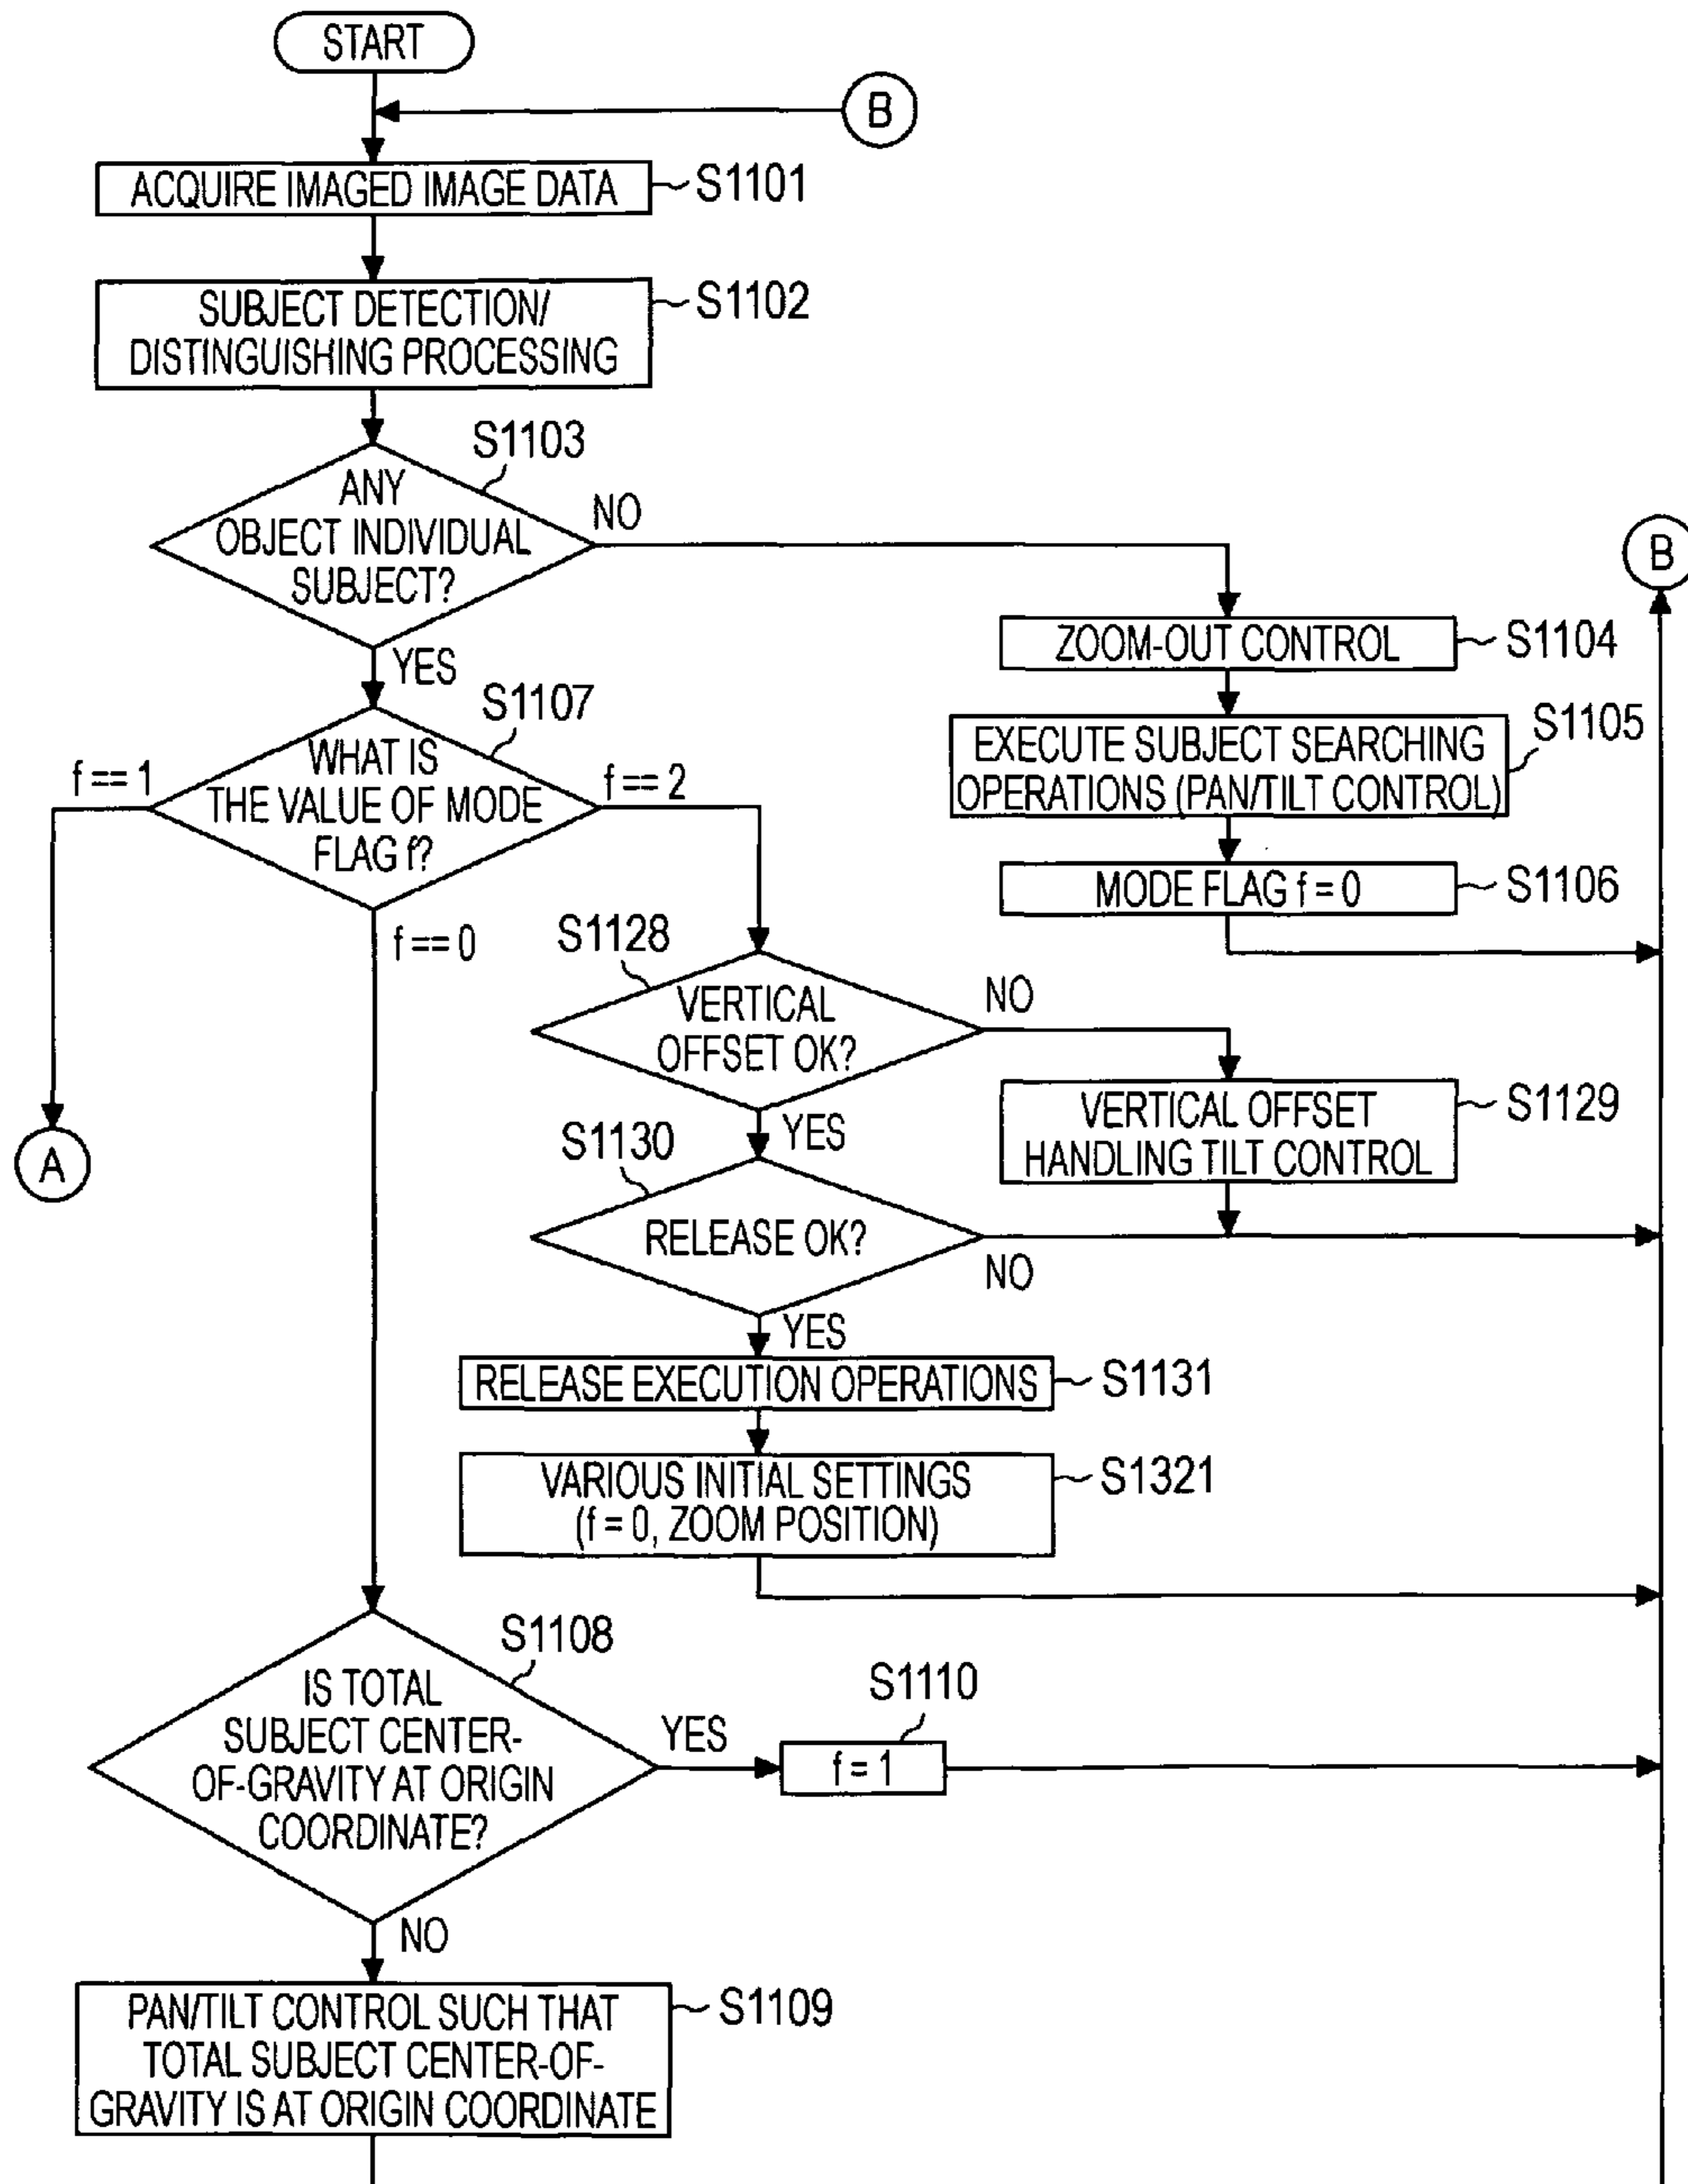 START
B
ACQUIRE IMAGED IMAGE DATA
S1101
SUBJECT DETECTION/
DISTINGUISHING PROCESSING
S1102
S1103
ANY
OBJECT INDIVIDUAL
SUBJECT?
NO
YES
B
ZOOM-OUT CONTROL
S1104
EXECUTE SUBJECT SEARCHING
OPERATIONS (PAN/TILT CONTROL)
S1105
MODE FLAG f = 0
S1106
S1107
WHAT IS
THE VALUE OF MODE
FLAG f?
f == 1
f == 2
f == 0
A
S1128
VERTICAL
OFFSET OK?
NO
YES
VERTICAL OFFSET
HANDLING TILT CONTROL
S1129
S1130
RELEASE OK?
NO
YES
RELEASE EXECUTION OPERATIONS
S1131
VARIOUS INITIAL SETTINGS
(f = 0, ZOOM POSITION)
S1321
S1108
IS TOTAL
SUBJECT CENTER-
OF-GRAVITY AT ORIGIN
COORDINATE?
YES
S1110
f = 1
NO
PAN/TILT CONTROL SUCH THAT
TOTAL SUBJECT CENTER-OF-
GRAVITY IS AT ORIGIN COORDINATE
S1109